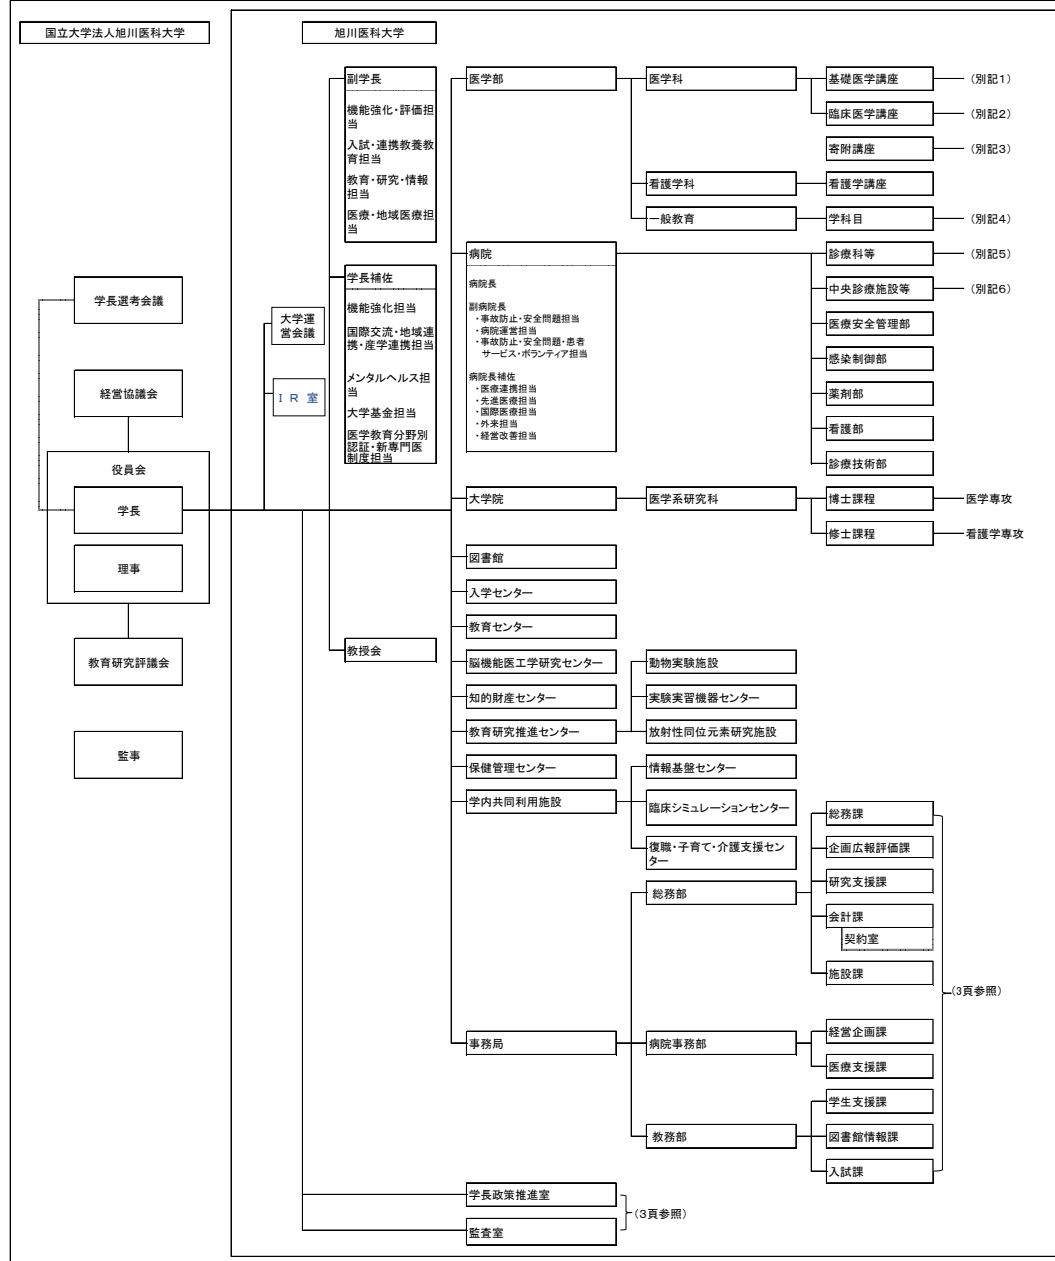 国立大学法人旭川医科大学
旭川医科大学
副学長
機能強化・評価担
当
入試・連携教養教
育担当
教育・研究・情報
担当
医療・地域医療担
当
学長補佐
機能強化担当
国際交流・地域連
携・産学連携担当
メンタルヘルス担
当
大学基金担当
医学教育分野別
認証・新専門医
制度担当
教授会
学長選考会議
経営協議会
役員会
学長
理事
教育研究評議会
監事
大学運
営会議
ＩＲ 室
医学部
医学科
基礎医学講座
(別記1)
臨床医学講座
(別記2)
寄附講座
(別記3)
看護学科
看護学講座
一般教育
学科目
(別記4)
病院
病院長
副病院長
・事故防止・安全問題担当
・病院運営担当
・事故防止・安全問題・患者
サービス・ボランティア担当
病院長補佐
・医療連携担当
・先進医療担当
・国際医療担当
・外来担当
・経営改善担当
診療科等
(別記5)
中央診療施設等
(別記6)
医療安全管理部
感染制御部
薬剤部
看護部
診療技術部
大学院
医学系研究科
博士課程
医学専攻
修士課程
看護学専攻
図書館
入学センター
教育センター
脳機能医工学研究センター
知的財産センター
教育研究推進センター
動物実験施設
実験実習機器センター
放射性同位元素研究施設
保健管理センター
学内共同利用施設
情報基盤センター
臨床シミュレーションセンター
復職・子育て・介護支援セン
ター
事務局
総務部
総務課
企画広報評価課
研究支援課
会計課
契約室
施設課
病院事務部
経営企画課
医療支援課
教務部
学生支援課
図書館情報課
入試課
(3頁参照)
学長政策推進室
監査室
(3頁参照)